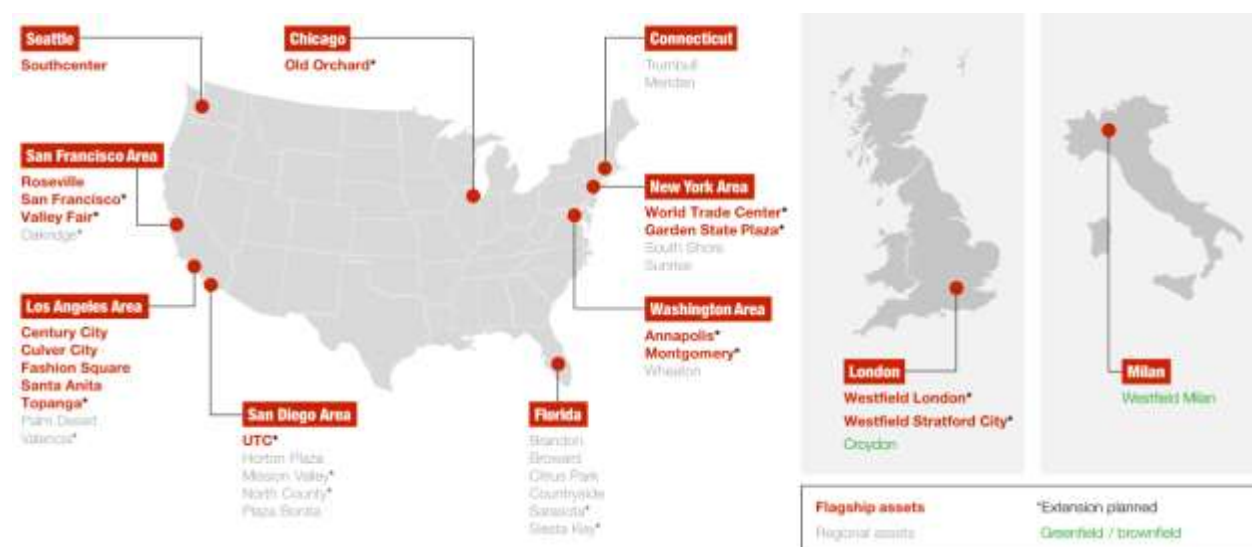 Seattle
Southcenter
Chicago
Old Orchard*
Connecticut
Trumbull
Meriden
San Francisco Area
Roseville
San Francisco*
Valley Fair*
Oakridge*
New York Area
World Trade Center*
Garden State Plaza*
South Shore
Sunrise
Los Angeles Area
Century City
Culver City
Fashion Square
Santa Anita
Topanga*
Palm Desert
Valencia*
Washington Area
Annapolis*
Montgomery*
Wheaton
San Diego Area
UTC*
Horton Plaza
Mission Valley*
North County*
Plaza Bonita
Florida
Brandon
Broward
Citrus Park
Countryside
Sarasota*
Siesta Key*
London
Westfield London*
Westfield Stratford City*
Croydon
Milan
Westfield Milan
Flagship assets
*Extension planned
Regional assets
Greenfield / brownfield